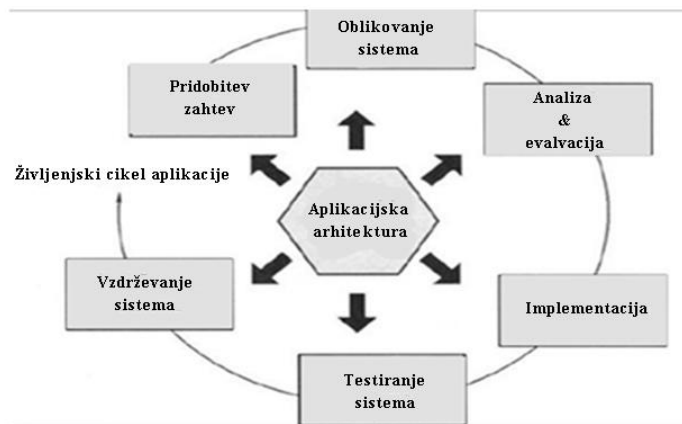 Oblikovanje
sistema
Pridobitev
zahtev
Analiza
&
evalvacija
Življenjski cikel aplikacije
Aplikacijska
arhitektura
Vzdrževanje
sistema
Implementacija
Testiranje
sistema